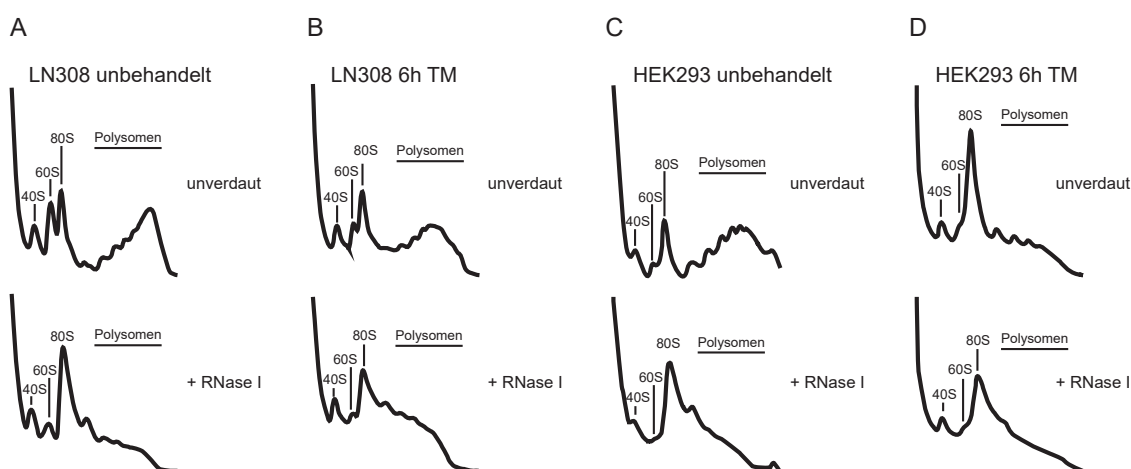 A
B
C
D
LN308 unbehandelt
LN308 6h TM
HEK293 unbehandelt
HEK293 6h TM
40S
60S
80S
Polysomen
unverdaut
40S
60S
80S
Polysomen
unverdaut
40S
60S
80S
Polysomen
unverdaut
40S
60S
80S
Polysomen
unverdaut
40S
60S
80S
Polysomen
+ RNase I
40S
60S
80S
Polysomen
+ RNase I
40S
60S
80S
Polysomen
+ RNase I
40S
60S
80S
Polysomen
+ RNase I